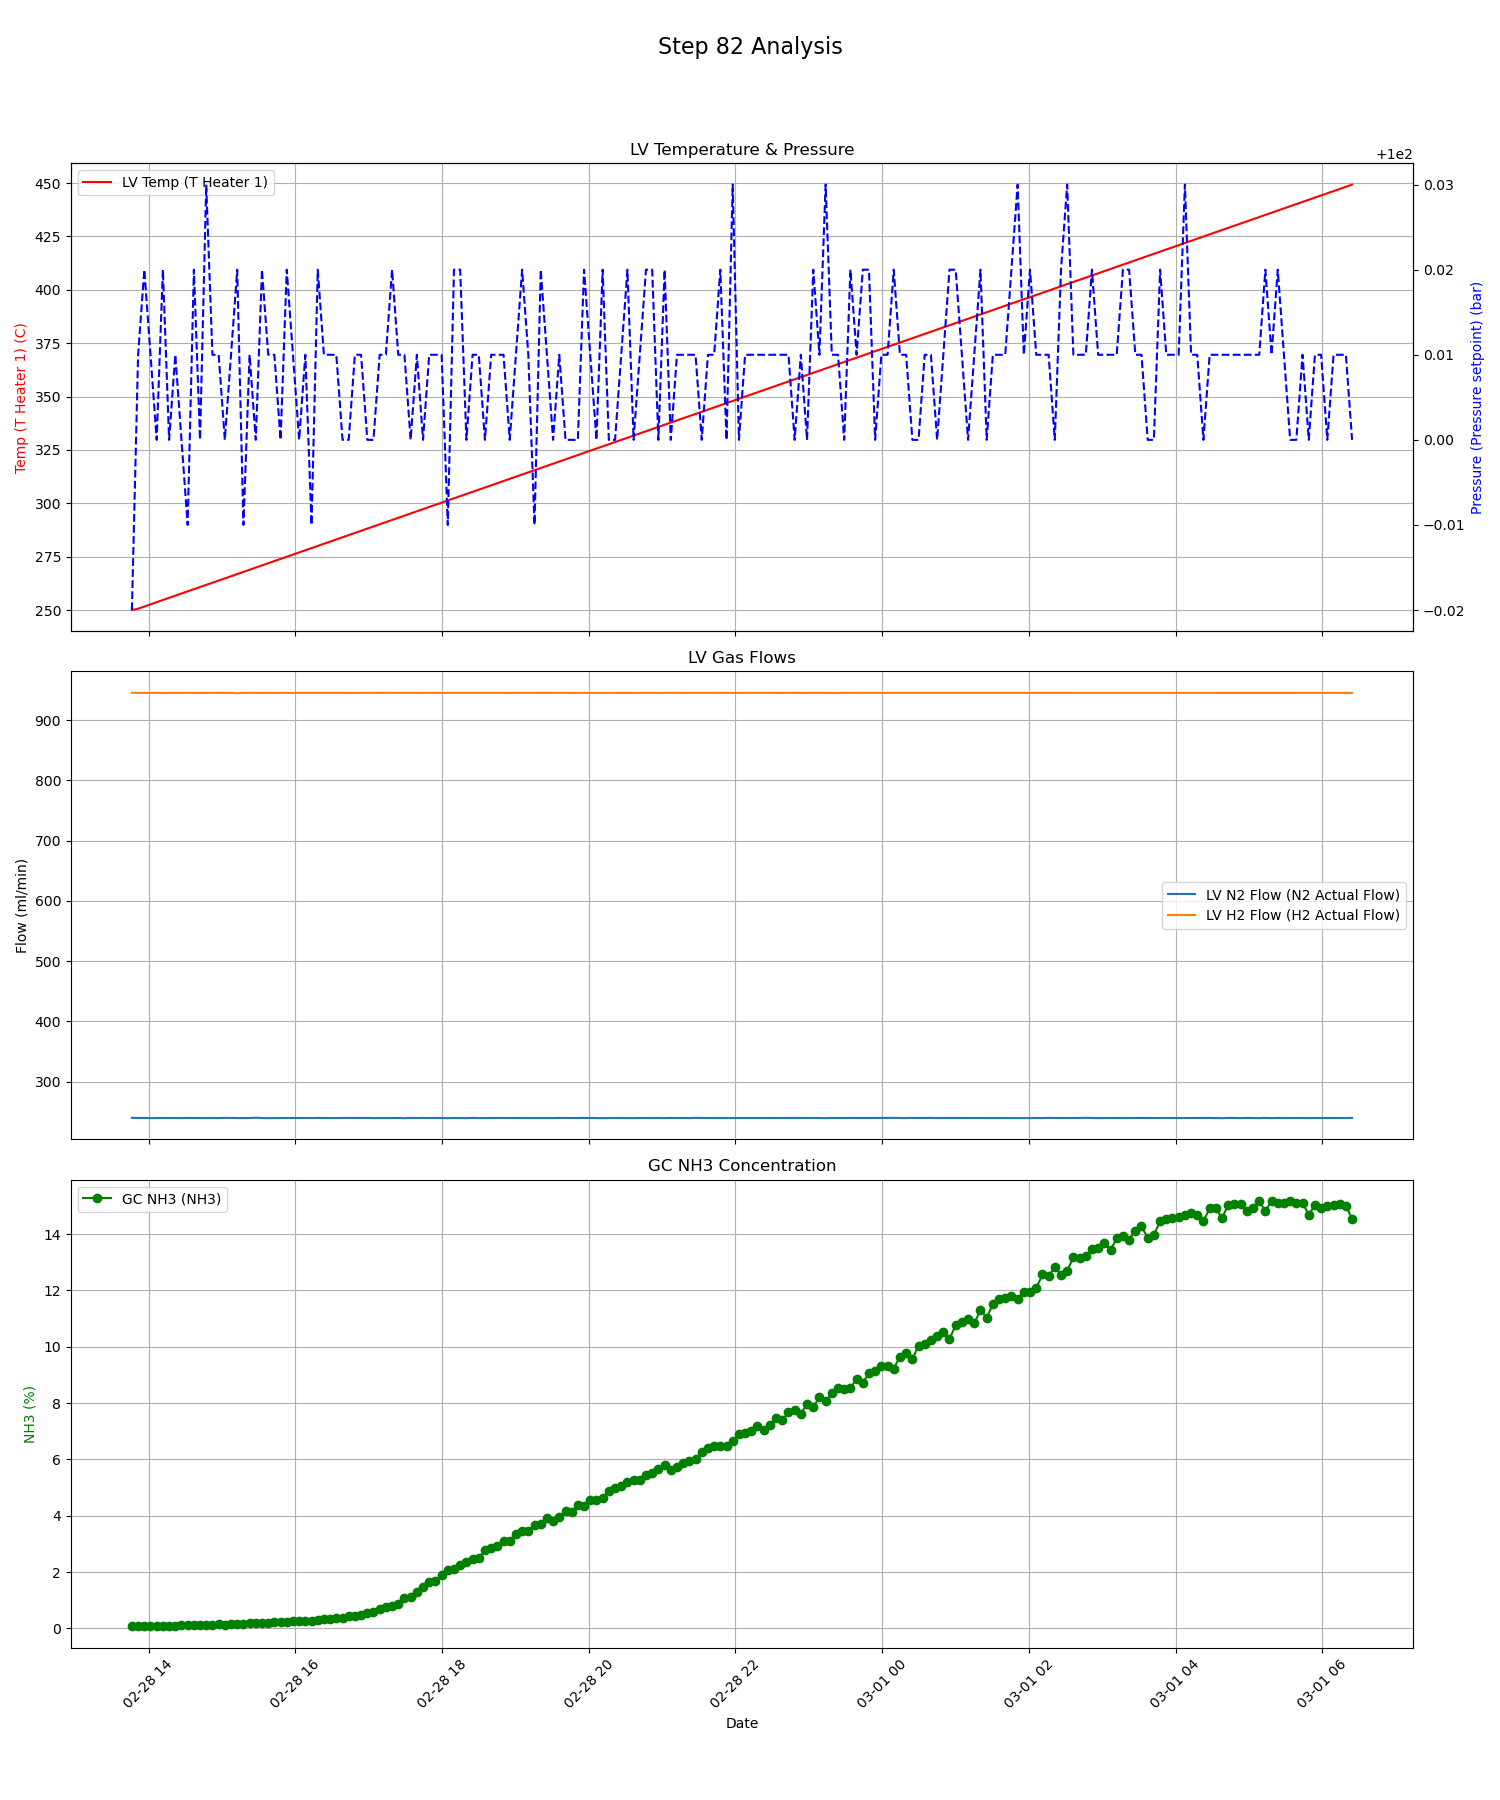 Step 82 Analysis
LV Temperature & Pressure
+1e2
LV Temp (T Heater 1)
450
425
400
375
350
325
300
275
250
Temp (T Heater 1) (C)
0.03
0.02
0.01
0.00
−0.01
−0.02
Pressure (Pressure setpoint) (bar)
LV Gas Flows
900
800
700
600
500
400
300
Flow (ml/min)
LV N2 Flow (N2 Actual Flow)
LV H2 Flow (H2 Actual Flow)
GC NH3 Concentration
GC NH3 (NH3)
14
12
10
8
6
4
2
0
NH3 (%)
02-28 14
02-28 16
02-28 18
02-28 20
02-28 22
03-01 00
03-01 02
03-01 04
03-01 06
Date